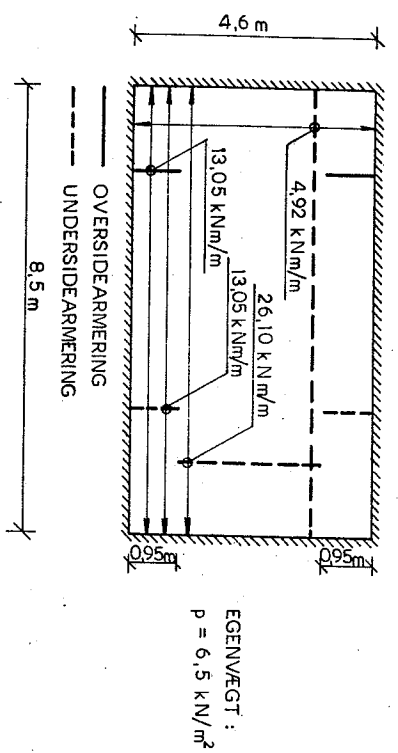 4,6 m
4,92 kNm/m
13,05 kNm/m
26,10 kNm/m
13,05 kNm/m
0,95m
0,95m
8,5 m
OVERSIDEARMERING
UNDERSIDEARMERING
EGENVÆGT :
p = 6,5 kN/m²